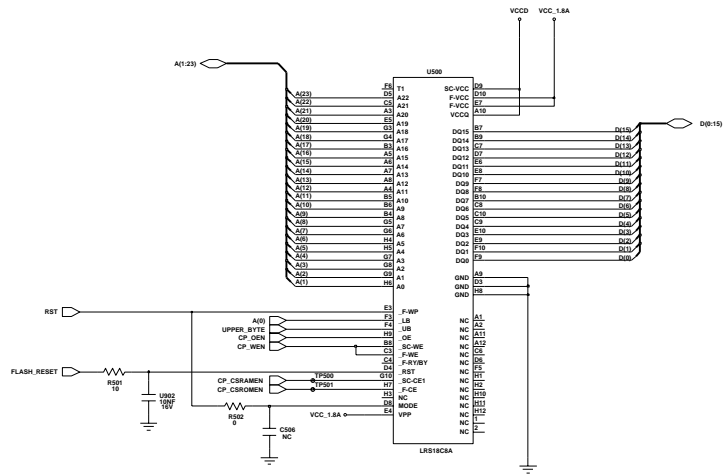 VCCD VCC_1.8A
A(1:23)
U500
F6 T1 SC-VCC D9
A(23) D5 A22 F-VCC D10
A(22) C5 A21 F-VCC E7
A(21) A3 A20 VCCQ A10
A(20) E5 A19
A(19) G3 A18 DQ15 B7 D(15)
A(18) G4 A17 DQ14 B9 D(14)
A(17) B3 A16 DQ13 C7 D(13)
A(16) A5 A15 DQ12 D7 D(12)
A(15) A6 A14 DQ11 E6 D(11)
A(14) A7 A13 DQ10 E8 D(10)
A(13) A8 A12 DQ9 F7 D(9)
A(12) A4 A11 DQ8 F8 D(8)
A(11) B5 A10 DQ7 B10 D(7)
A(10) B6 A9 DQ6 C8 D(6)
A(9) B4 A8 DQ5 C10 D(5)
A(8) G5 A7 DQ4 C9 D(4)
A(7) G6 A6 DQ3 E10 D(3)
A(6) H4 A5 DQ2 E9 D(2)
A(5) H5 A4 DQ1 F10 D(1)
A(4) G7 A3 DQ0 F9 D(0)
A(3) G8 A2
A(2) G9 A1 GND A9
A(1) H6 A0 GND D3
GND H8
D(0:15)
RST E3 _F-WP
A(0) F3 _LB NC A1
UPPER_BYTE F4 _UB NC A2
CP_OEN H9 _OE NC A11
CP_WEN B8 _SC-WE NC A12
C3 _F-WE NC C6
C4 _F-RY/BY NC D6
FLASH_RESET D4 _RST NC F5
CP_CSRAMEN TP500 G10 _SC-CE1 NC H1
CP_CSROMEN TP501 H7 _F-CE NC H2
H3 NC NC H10
D8 MODE NC H11
VCC_1.8A E4 VPP NC H12
NC 1
NC 2
R501
10
U902
10NF
16V
R502
0
C506
NC
LRS18C8A